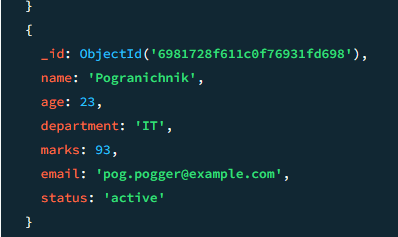 }
{
_id: ObjectId('6981728f611c0f76931fd698'),
name: 'Pogranichnik',
age: 23,
department: 'IT',
marks: 93,
email: 'pog.pogger@example.com',
status: 'active'
}